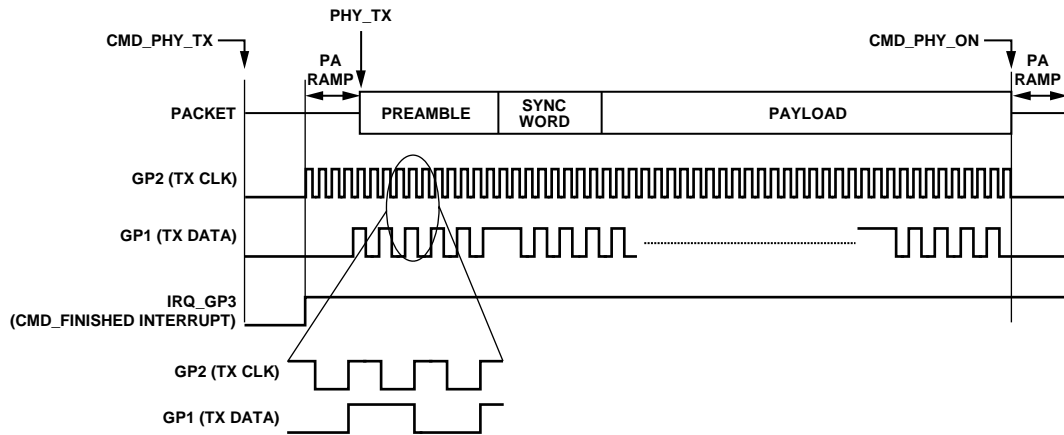 PHY_TX
CMD_PHY_TX
CMD_PHY_ON
PA
RAMP
PA
RAMP
PACKET
PREAMBLE
SYNC
WORD
PAYLOAD
GP2 (TX CLK)
GP1 (TX DATA)
IRQ_GP3
(CMD_FINISHED INTERRUPT)
GP2 (TX CLK)
GP1 (TX DATA)